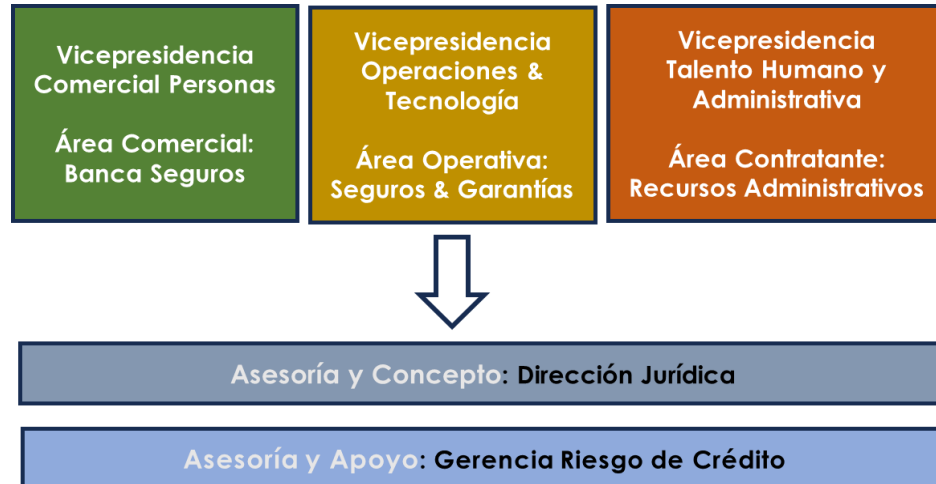 Vicepresidencia
Comercial Personas
Área Comercial:
Banca Seguros
Vicepresidencia
Operaciones &
Tecnología
Área Operativa:
Seguros & Garantías
Vicepresidencia
Talento Humano y
Administrativa
Área Contratante:
Recursos Administrativos
Asesoría y Concepto: Dirección Jurídica
Asesoría y Apoyo: Gerencia Riesgo de Crédito